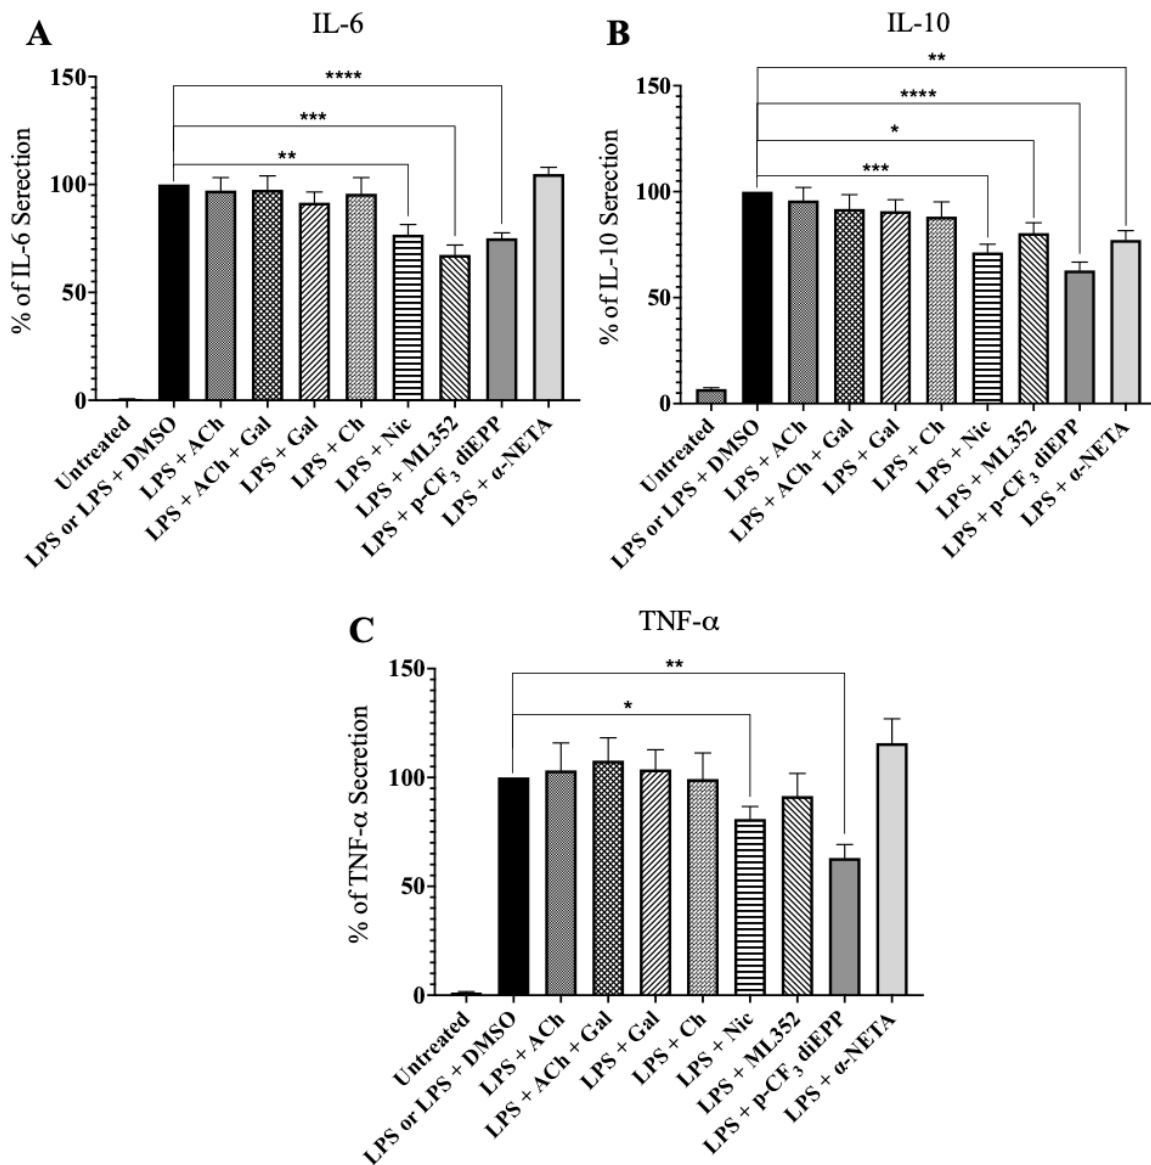 A
IL-6
% of IL-6 Serection
150
100
50
0
****
***
**
Untreated
LPS or LPS + DMSO
LPS + ACh
LPS + ACh + Gal
LPS + Gal
LPS + Ch
LPS + Nic
LPS + ML352
LPS + p-CF₃ diEPP
LPS + α-NETA
B
IL-10
% of IL-10 Serection
150
100
50
0
**
****
*
***
Untreated
LPS or LPS + DMSO
LPS + ACh
LPS + ACh + Gal
LPS + Gal
LPS + Ch
LPS + Nic
LPS + ML352
LPS + p-CF₃ diEPP
LPS + α-NETA
C
TNF-α
% of TNF-α Secretion
150
100
50
0
**
*
Untreated
LPS or LPS + DMSO
LPS + ACh
LPS + ACh + Gal
LPS + Gal
LPS + Ch
LPS + Nic
LPS + ML352
LPS + p-CF₃ diEPP
LPS + α-NETA